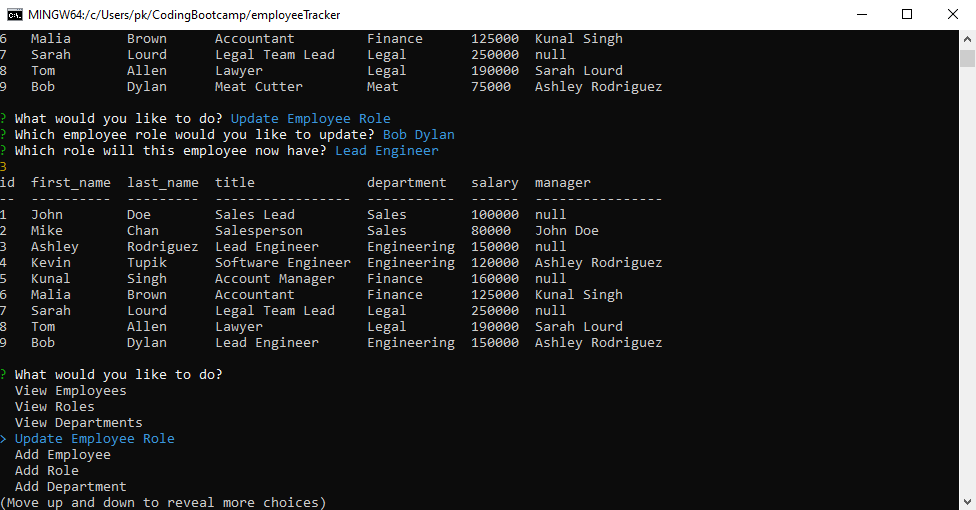 MINGW64:/c/Users/pk/CodingBootcamp/employeeTracker
6   Malia       Brown      Accountant         Finance      125000  Kunal Singh
7   Sarah       Lourd      Legal Team Lead    Legal        250000  null
8   Tom         Allen      Lawyer             Legal        190000  Sarah Lourd
9   Bob         Dylan      Meat Cutter        Meat         75000   Ashley Rodriguez
? What would you like to do? Update Employee Role
? Which employee role would you like to update? Bob Dylan
? Which role will this employee now have? Lead Engineer
3
id  first_name  last_name  title              department   salary  manager
--  ----------  ---------  -----------------  -----------  ------  ----------------
1   John        Doe        Sales Lead         Sales        100000  null
2   Mike        Chan       Salesperson        Sales        80000   John Doe
3   Ashley      Rodriguez  Lead Engineer      Engineering  150000  null
4   Kevin       Tupik      Software Engineer  Engineering  120000  Ashley Rodriguez
5   Kunal       Singh      Account Manager    Finance      160000  null
6   Malia       Brown      Accountant         Finance      125000  Kunal Singh
7   Sarah       Lourd      Legal Team Lead    Legal        250000  null
8   Tom         Allen      Lawyer             Legal        190000  Sarah Lourd
9   Bob         Dylan      Lead Engineer      Engineering  150000  Ashley Rodriguez
? What would you like to do?
  View Employees
  View Roles
  View Departments
> Update Employee Role
  Add Employee
  Add Role
  Add Department
(Move up and down to reveal more choices)